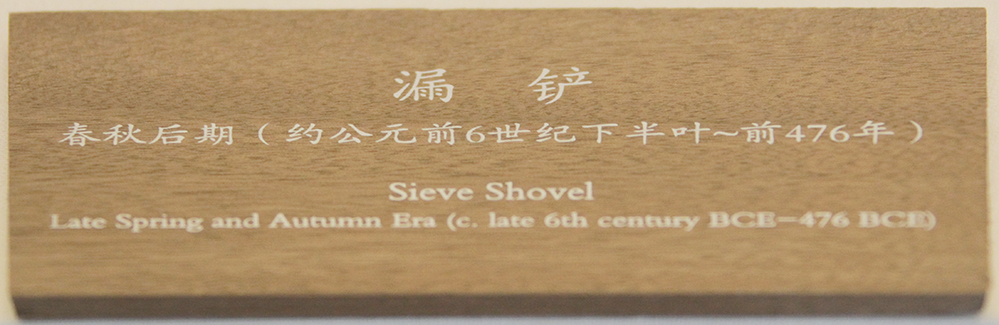 漏 铲
春秋后期（约公元前6世纪下半叶~前476年）
Sieve Shovel
Late Spring and Autumn Era (c. late 6th century BCE-476 BCE)